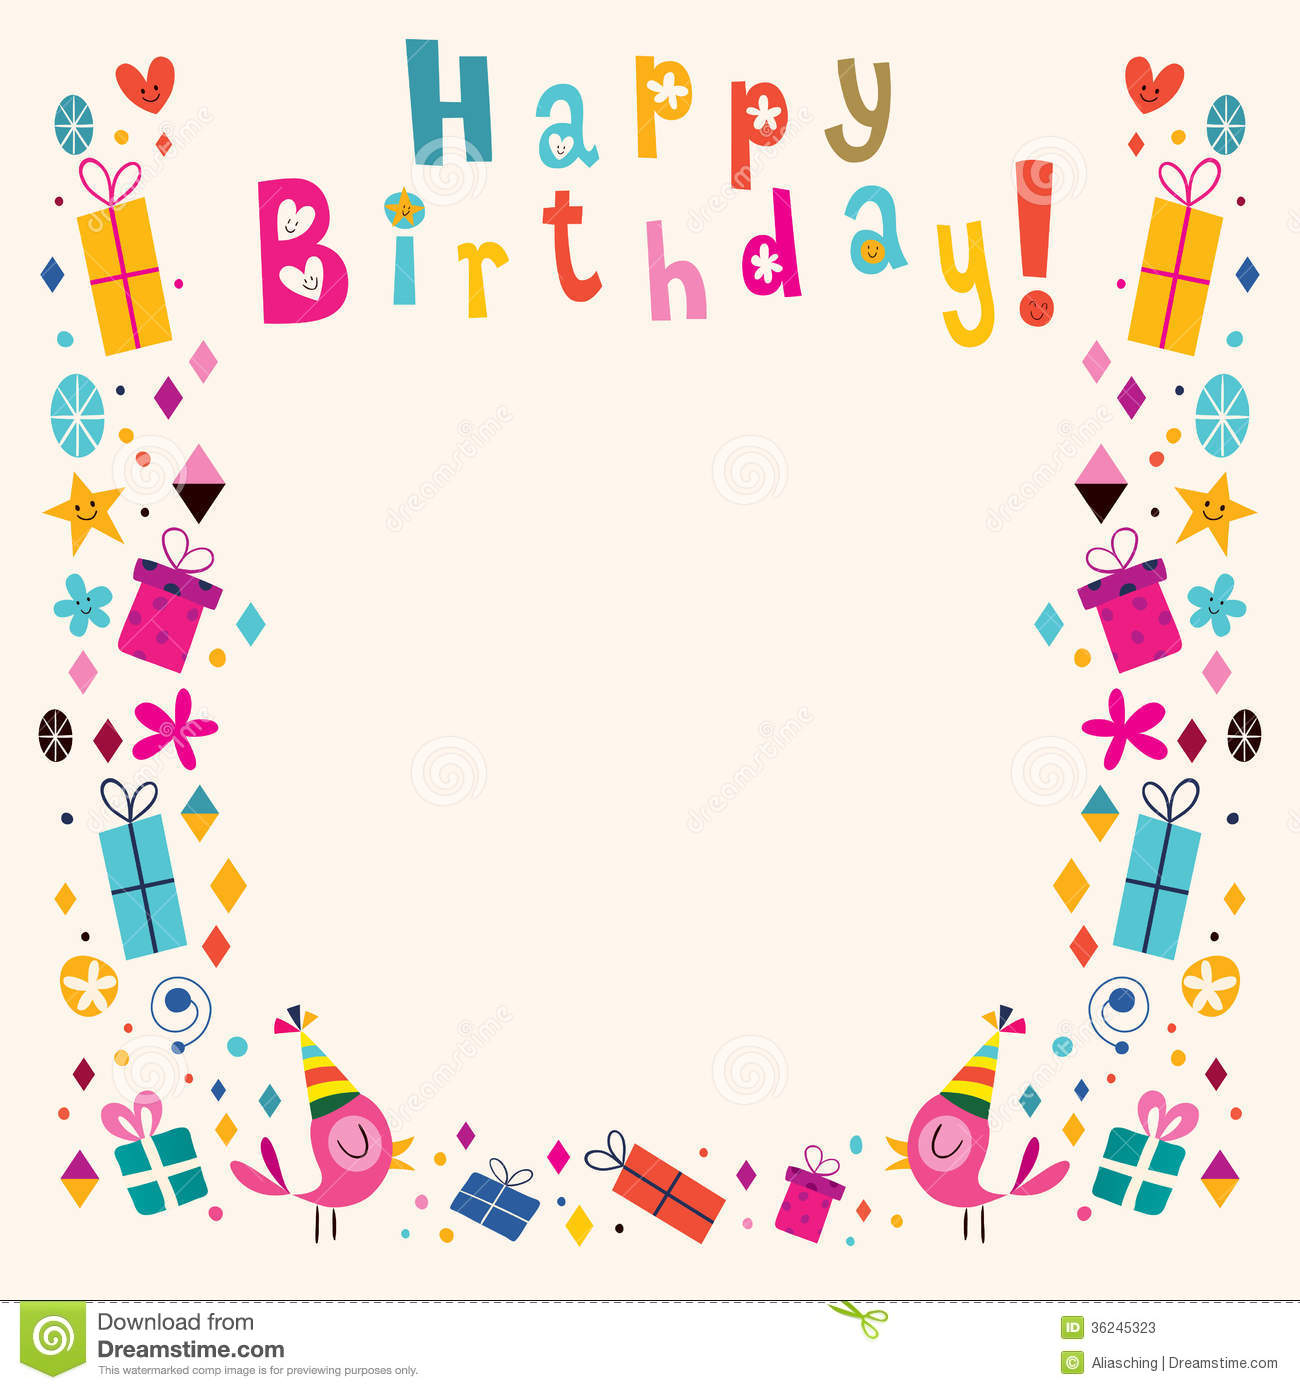 Happy
Birthday!
dreamstime
Download from
Dreamstime.com
This watermarked comp image is for previewing purposes only.
ID 36245323
© Aliasching | Dreamstime.com